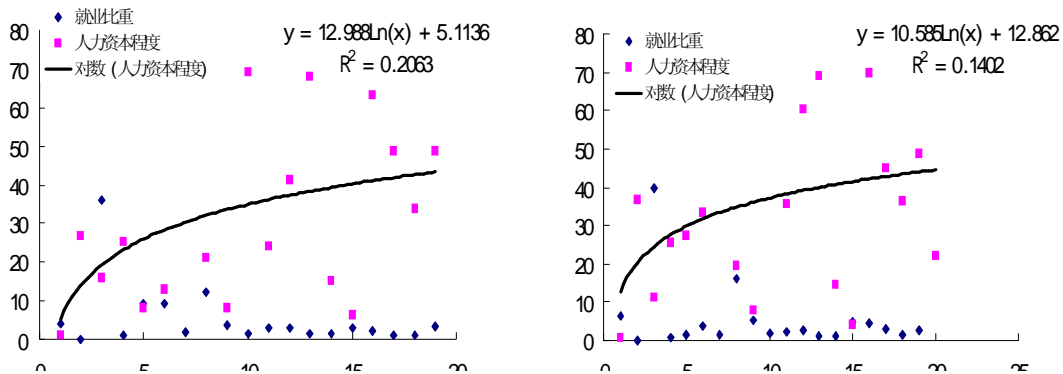 就业比重
人力资本程度
对数 (人力资本程度)
y = 12.988Ln(x) + 5.1136
R² = 0.2063
80
70
60
50
40
30
20
10
0
0 5 10 15 20
就业比重
人力资本程度
对数 (人力资本程度)
y = 10.585Ln(x) + 12.862
R² = 0.1402
80
70
60
50
40
30
20
10
0
0 5 10 15 20 25